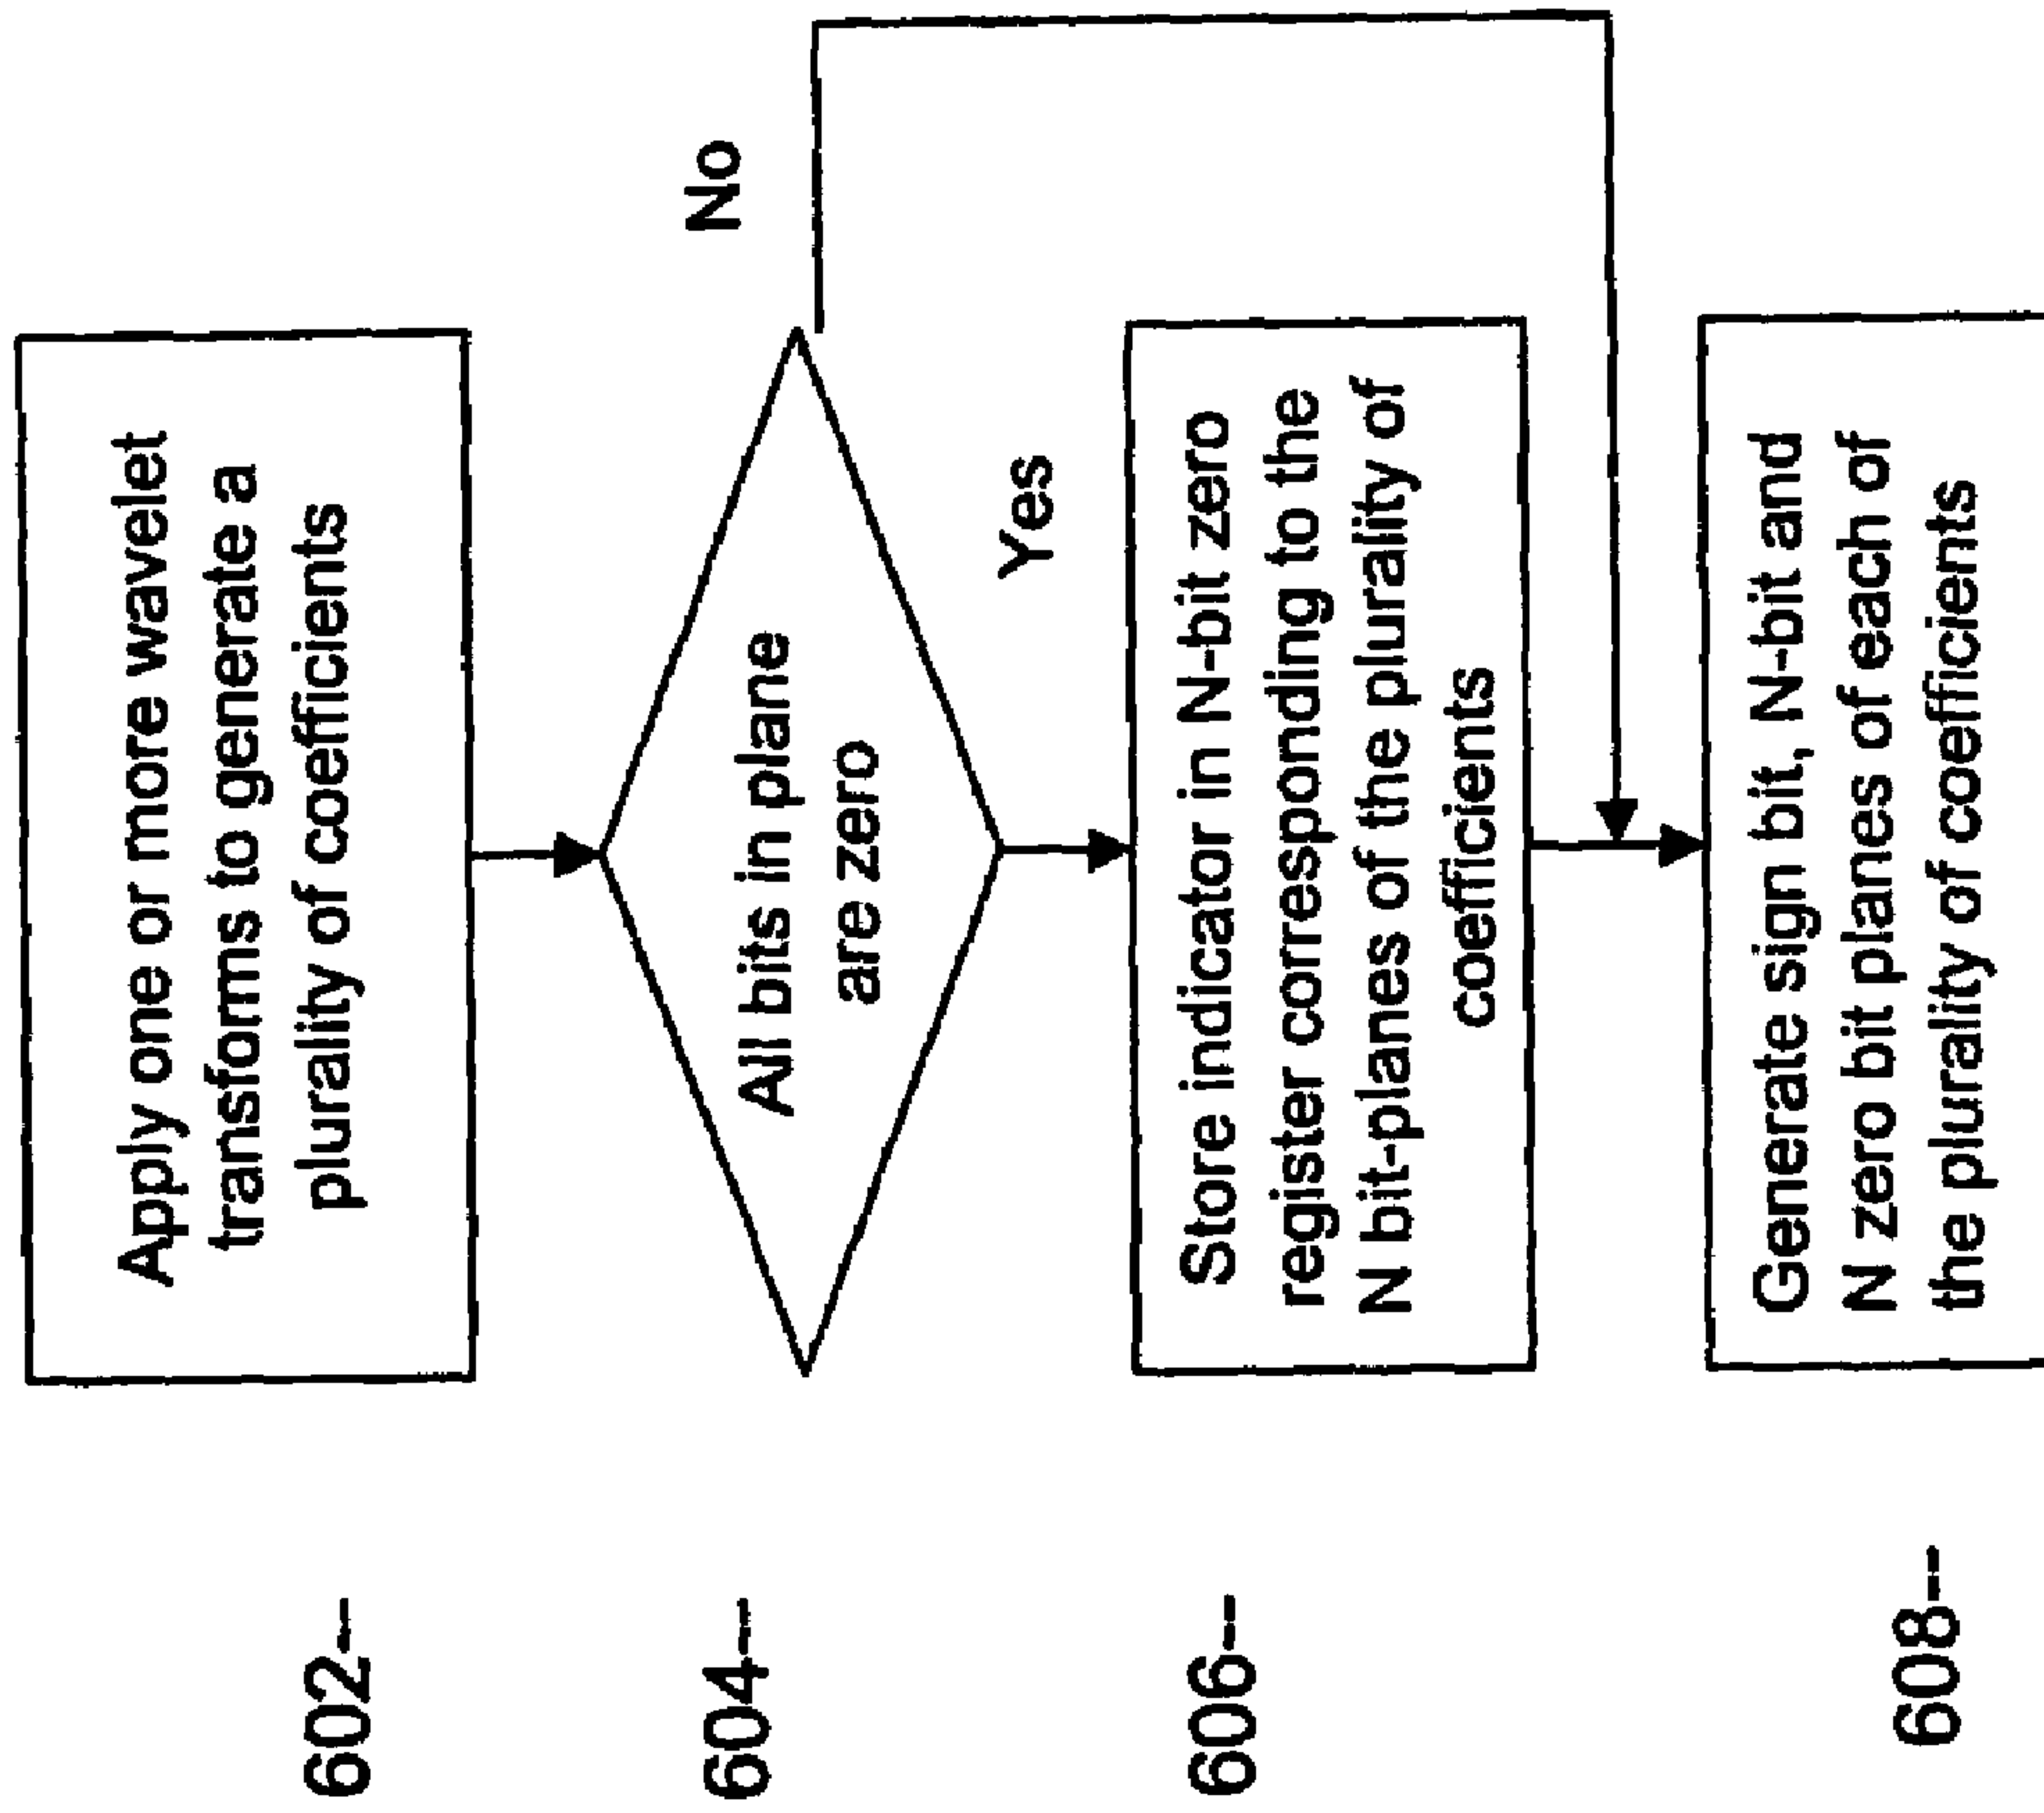 602--
Apply one or more wavelet
transforms to generate a
plurality of coefficients
604--
All bits in plane
are zero
No
Yes
606--
Store indicator in N-bit zero
register corresponding to the
N bit-planes of the plurality of
coefficients
608--
Generate sign bit, N-bit and
N zero bit planes of each of
the plurality of coefficients